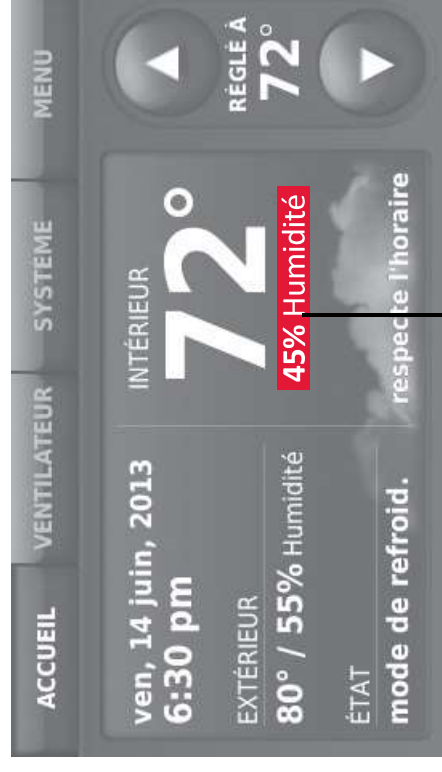 ACCUEIL VENTILATEUR SYSTÈME MENU
ven, 14 juin, 2013
6:30 pm
EXTÉRIEUR
80° / 55% Humidité
ÉTAT
mode de refroid.
INTÉRIEUR
72°
45% Humidité
respecte l'horaire
RÉGLÉ À
72°